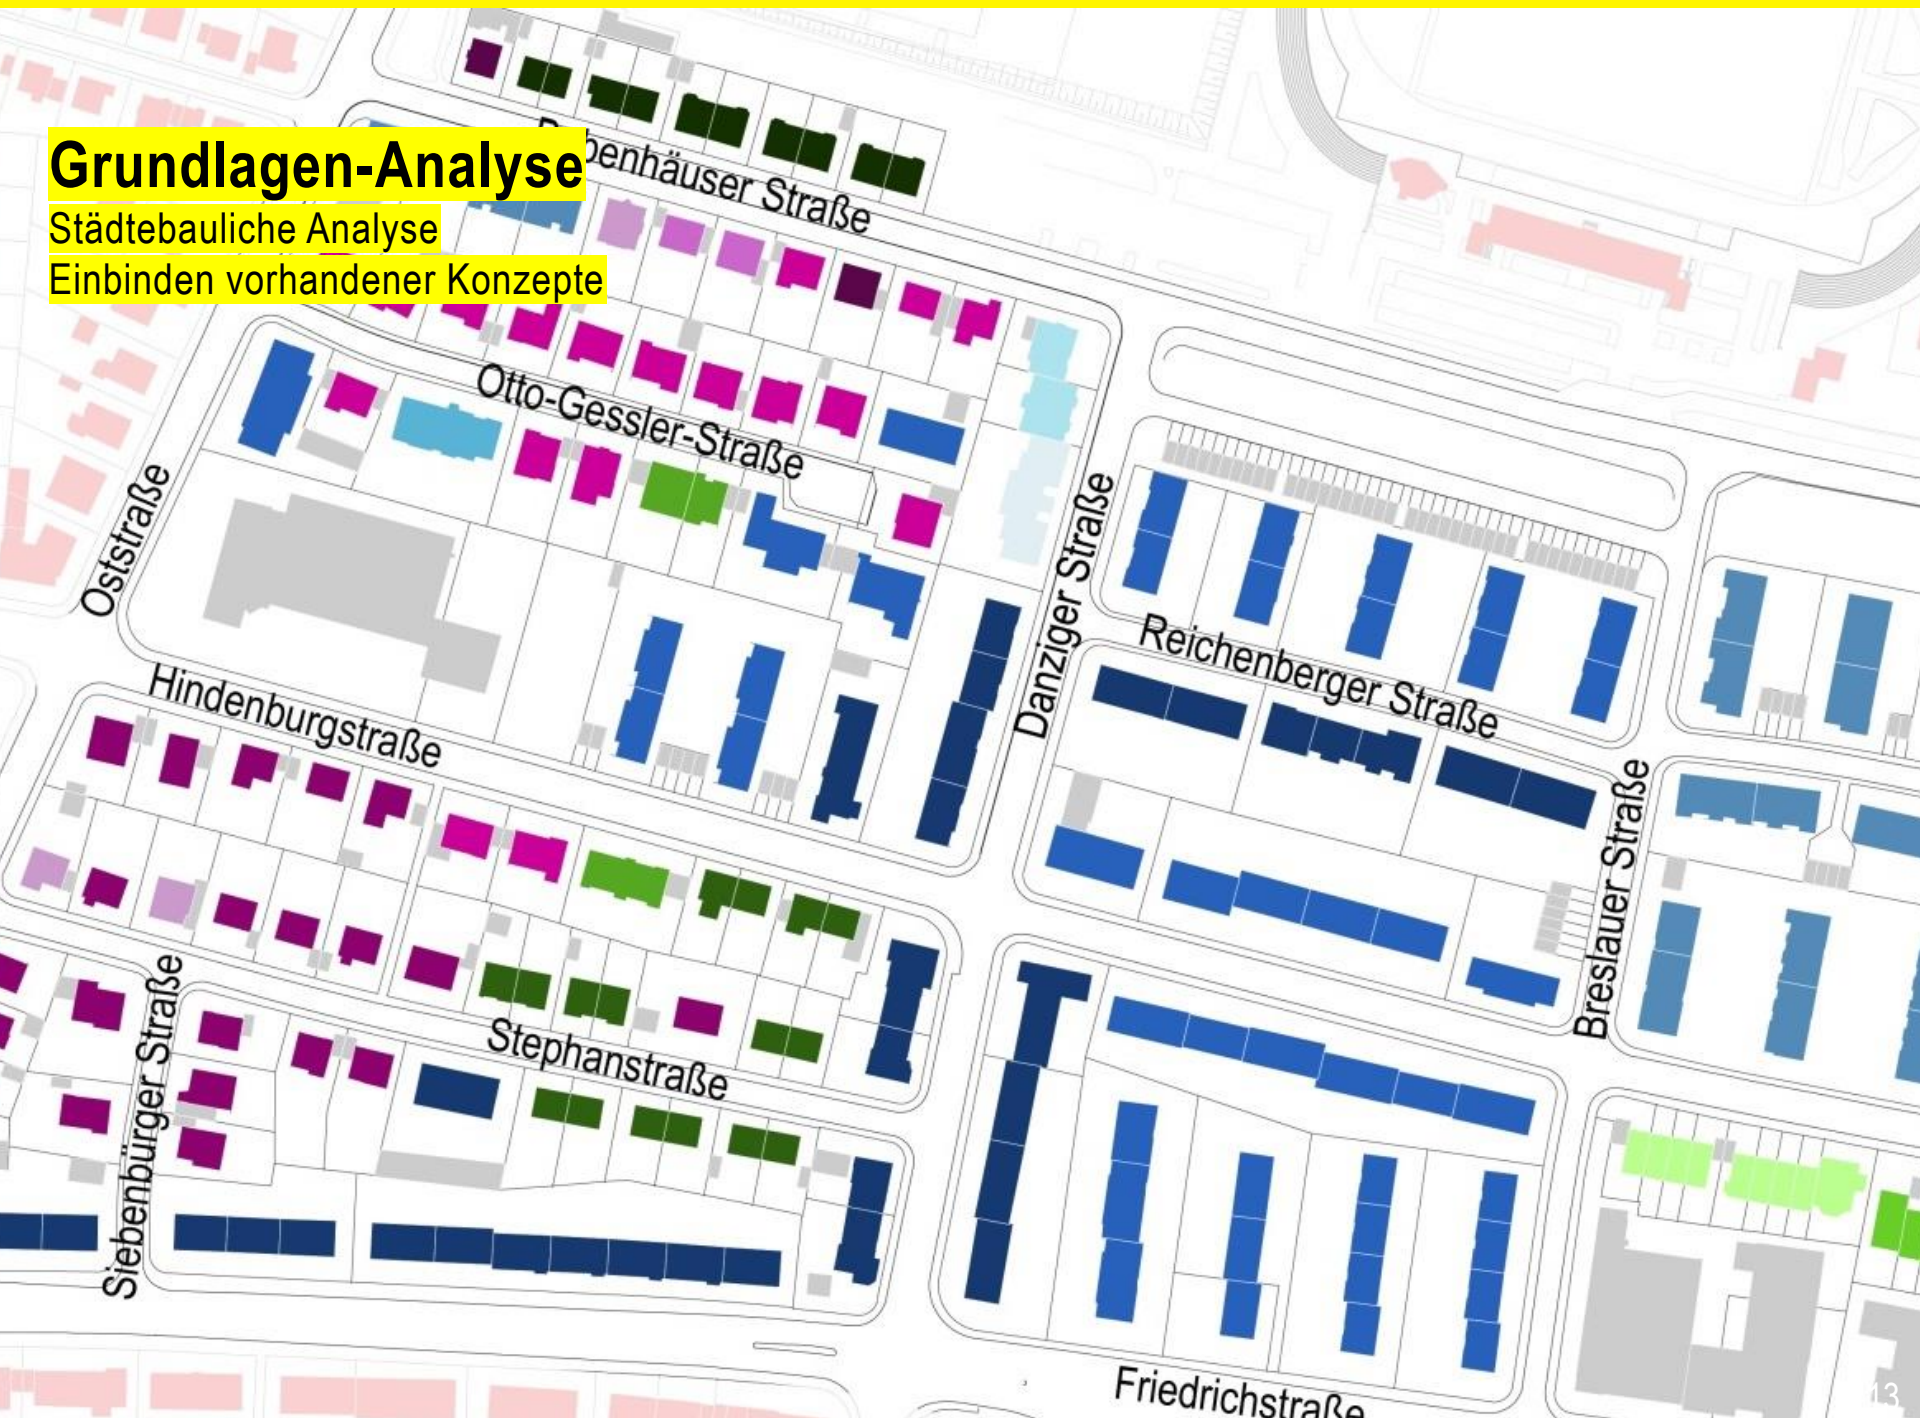 Grundlagen-Analyse
Städtebauliche Analyse
Einbinden vorhandener Konzepte
Straße
Otto-Gessler-Straße
Oststraße
Danziger Straße
Reichenberger Straße
Hindenburgstraße
Breslauer Straße
Siebenbürger Straße
Stephanstraße
Friedrichstraße
13